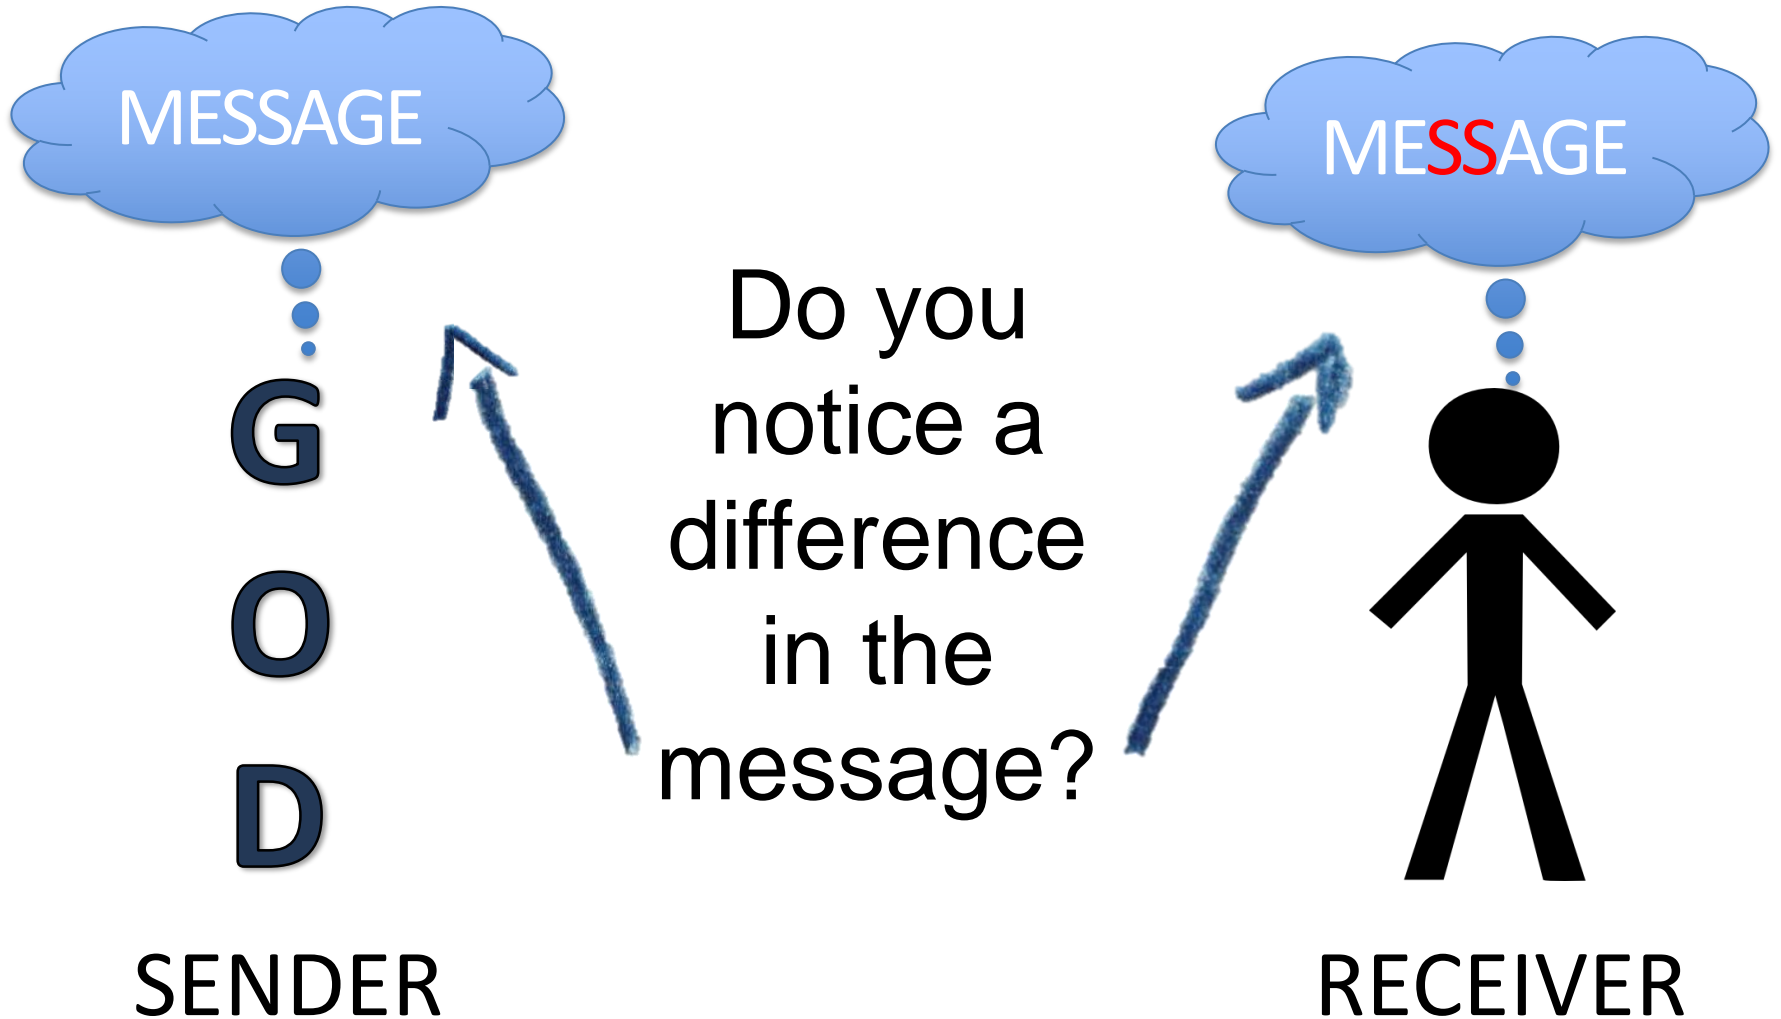 MESSAGE
MESSAGE
Do you
notice a
difference
in the
message?
G
O
D
SENDER
RECEIVER